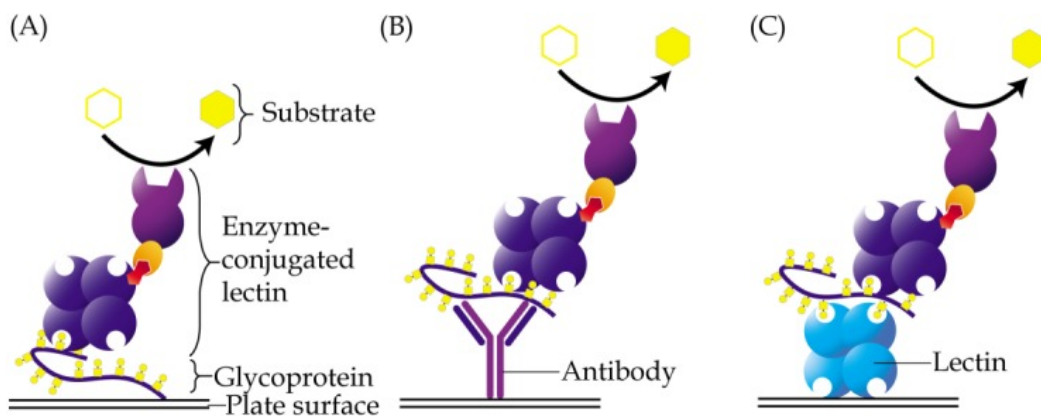 (A)
(B)
(C)
Substrate
Enzyme-
conjugated
lectin
Glycoprotein
Plate surface
Antibody
Lectin